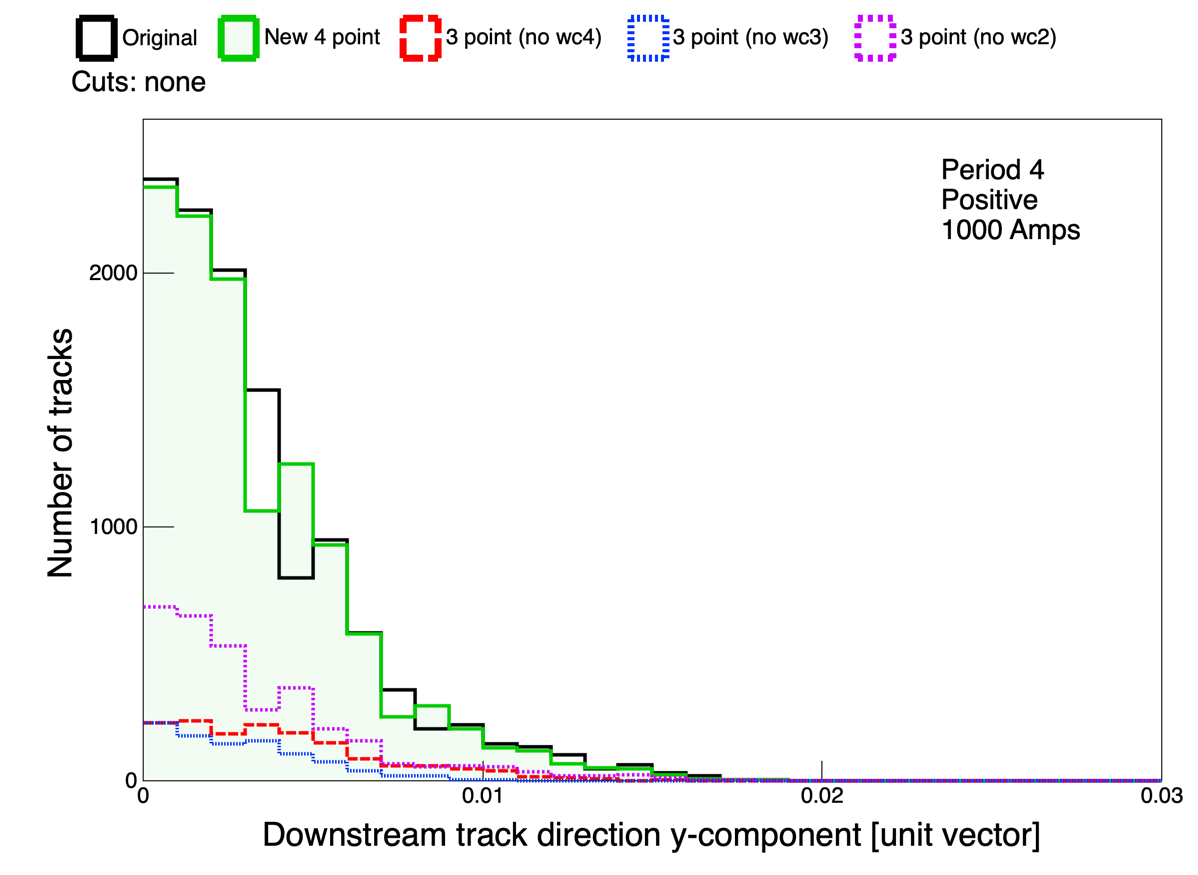 Original New 4 point 3 point (no wc4) 3 point (no wc3) 3 point (no wc2)
Cuts: none
Period 4
Positive
1000 Amps
Number of tracks
2000
1000
0
0 0.01 0.02 0.03
Downstream track direction y-component [unit vector]